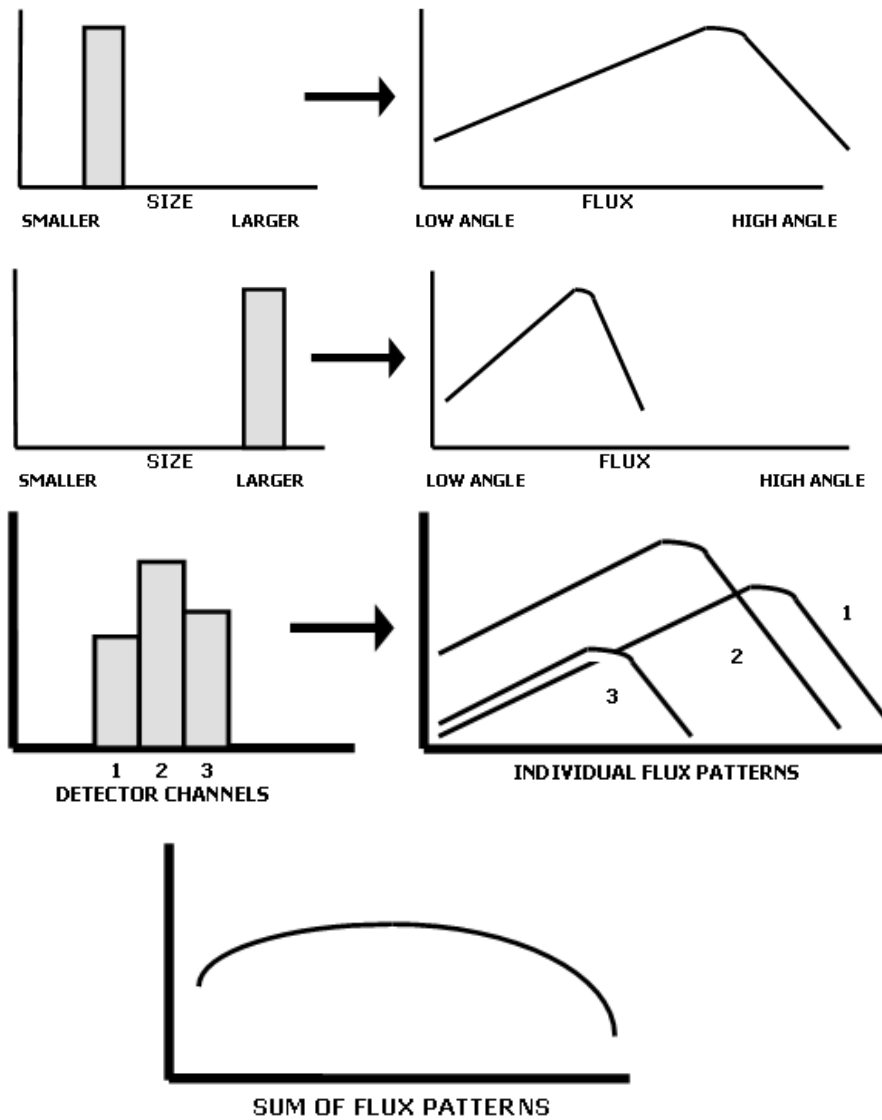 SIZE
FLUX
SMALLER
LARGER
LOW ANGLE
HIGH ANGLE
SIZE
FLUX
SMALLER
LARGER
LOW ANGLE
HIGH ANGLE
1
2
3
1
2
3
DETECTOR CHANNELS
INDIVIDUAL FLUX PATTERNS
SUM OF FLUX PATTERNS